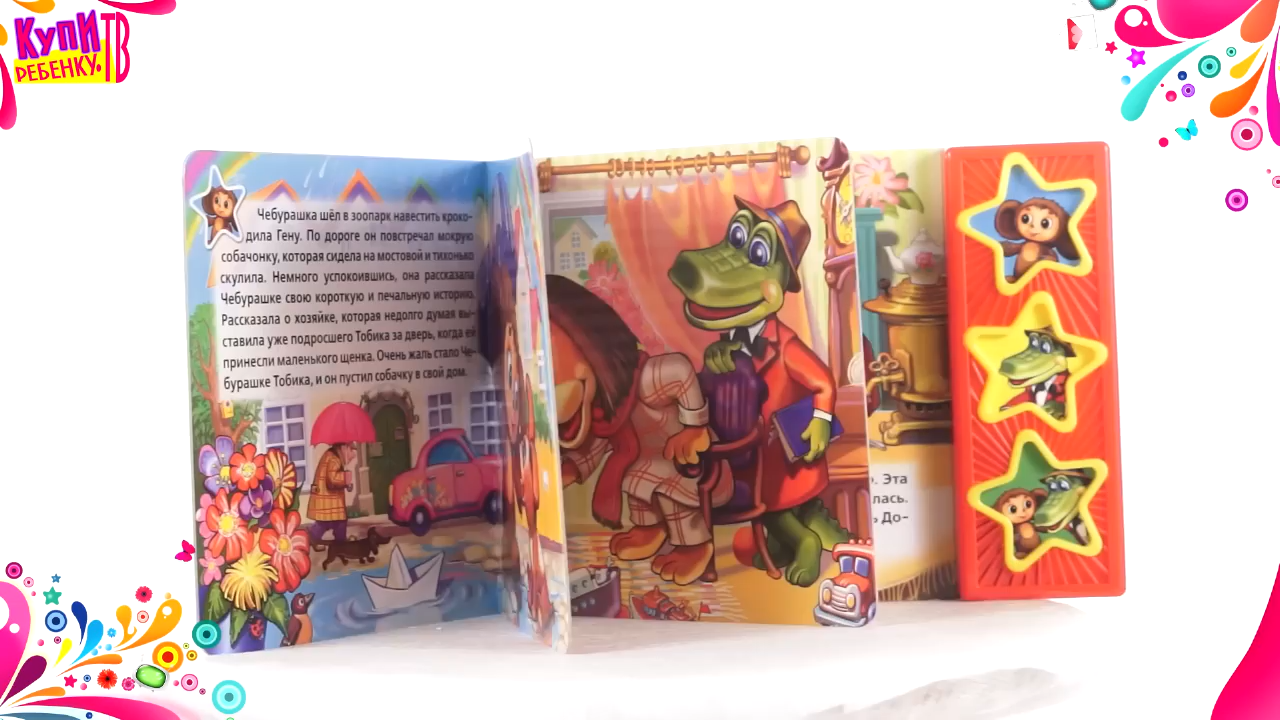 Купи
РЕБЕНКУ.ТВ
Чебурашка шёл в зоопарк навестить кроко-
дила Гену. По дороге он повстречал мокрую
собачонку, которая сидела на мостовой и тихонько
скулила. Немного успокоившись, она рассказала
Чебурашке свою короткую и печальную историю.
Рассказала о хозяйке, которая недолго думая вы-
ставила уже подросшего Тобика за дверь, когда ей
принесли маленького щенка. Очень жаль стало Че-
бурашке Тобика, и он пустил собачку в свой дом.
Эта
лась.
До-